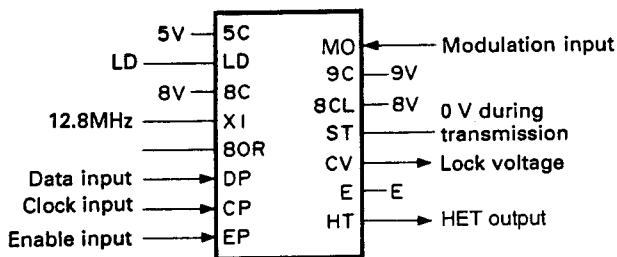 5V 5C
LD LD
8V 8C
12.8MHz XI
8OR
Data input DP
Clock input CP
Enable input EP
MO Modulation input
9C 9V
8CL 8V
ST 0 V during
transmission
CV Lock voltage
E E
HT HET output